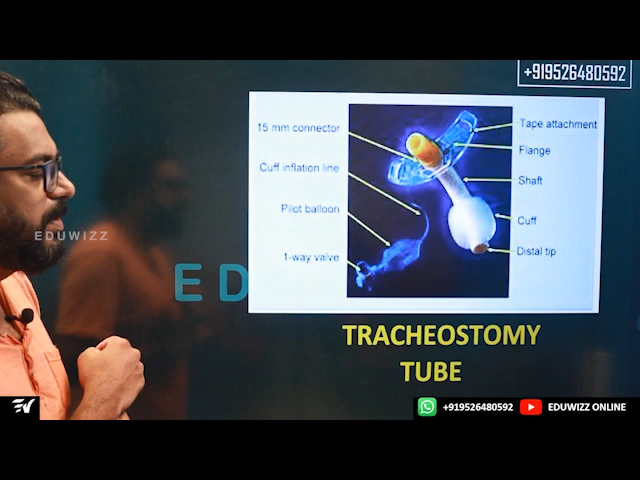 +919526480592
15 mm connector
Cuff inflation line
Pilot balloon
1-way valve
Tape attachment
Flange
Shaft
Cuff
Distal tip
EDUWIZZ
ED
TRACHEOSTOMY
TUBE
+919526480592
EDUWIZZ ONLINE